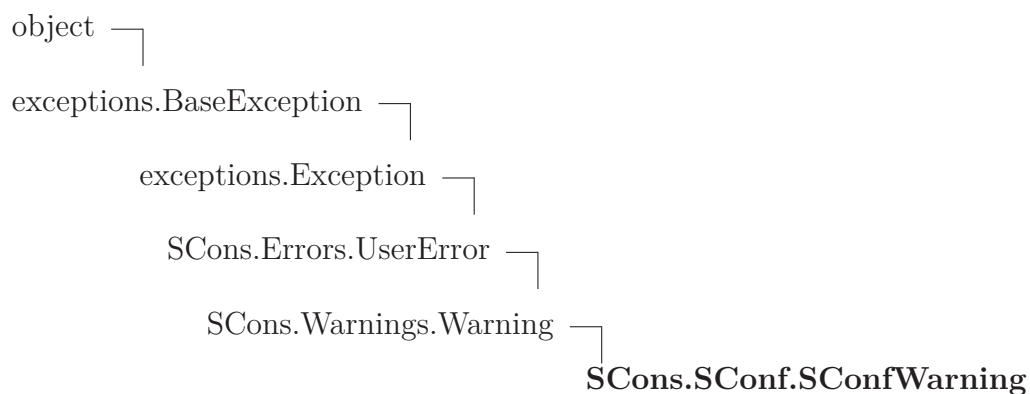 object
exceptions.BaseException
exceptions.Exception
SCons.Errors.UserError
SCons.Warnings.Warning
SCons.SConf.SConfWarning